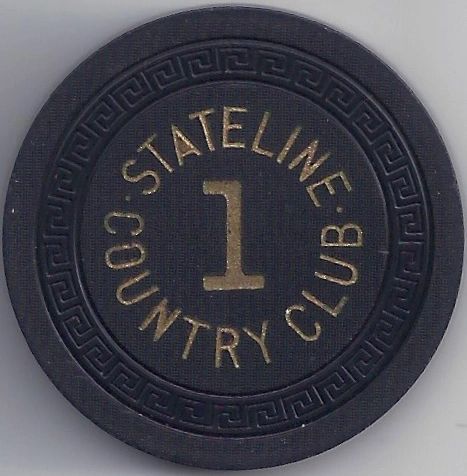 · STATELINE ·
1
COUNTRY CLUB